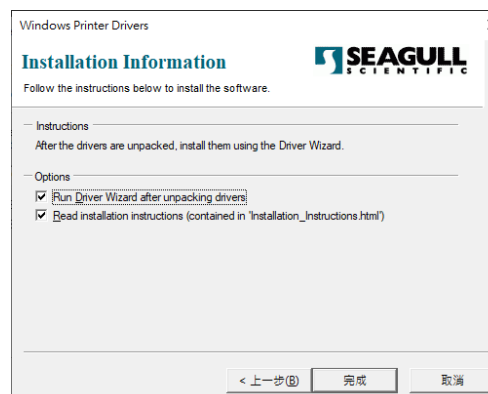 Windows Printer Drivers
Installation Information
SEAGULL
SCIENTIFIC
Follow the instructions below to install the software.
Instructions
After the drivers are unpacked, install them using the Driver Wizard.
Options
Run Driver Wizard after unpacking drivers
Read installation instructions (contained in 'Installation_Instructions.html')
< 上一步(B)
完成
取消